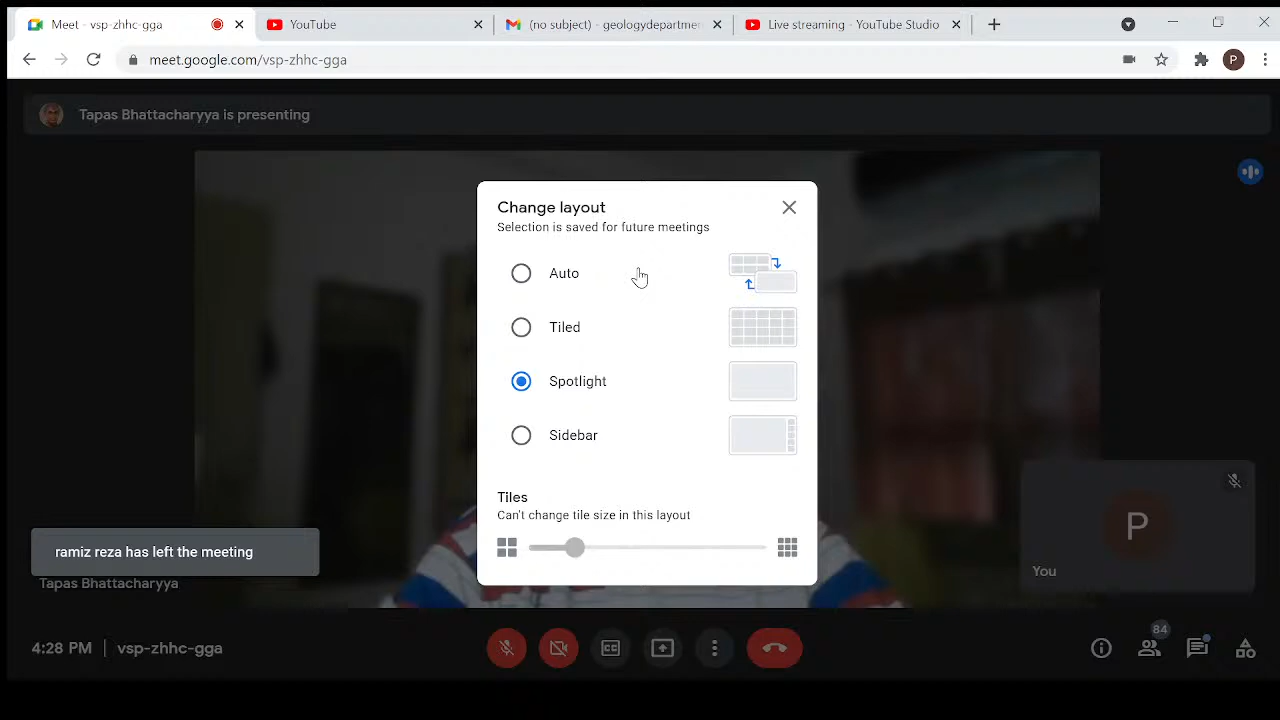 Meet - vsp-zhhc-gga
YouTube
(no subject) - geologydepartmen
Live streaming - YouTube Studio
meet.google.com/vsp-zhhc-gga
P
Tapas Bhattacharyya is presenting
Change layout
Selection is saved for future meetings
Auto
Tiled
Spotlight
Sidebar
Tiles
Can't change tile size in this layout
ramiz reza has left the meeting
Tapas Bhattacharyya
P
You
4:28 PM
vsp-zhhc-gga
CC
84